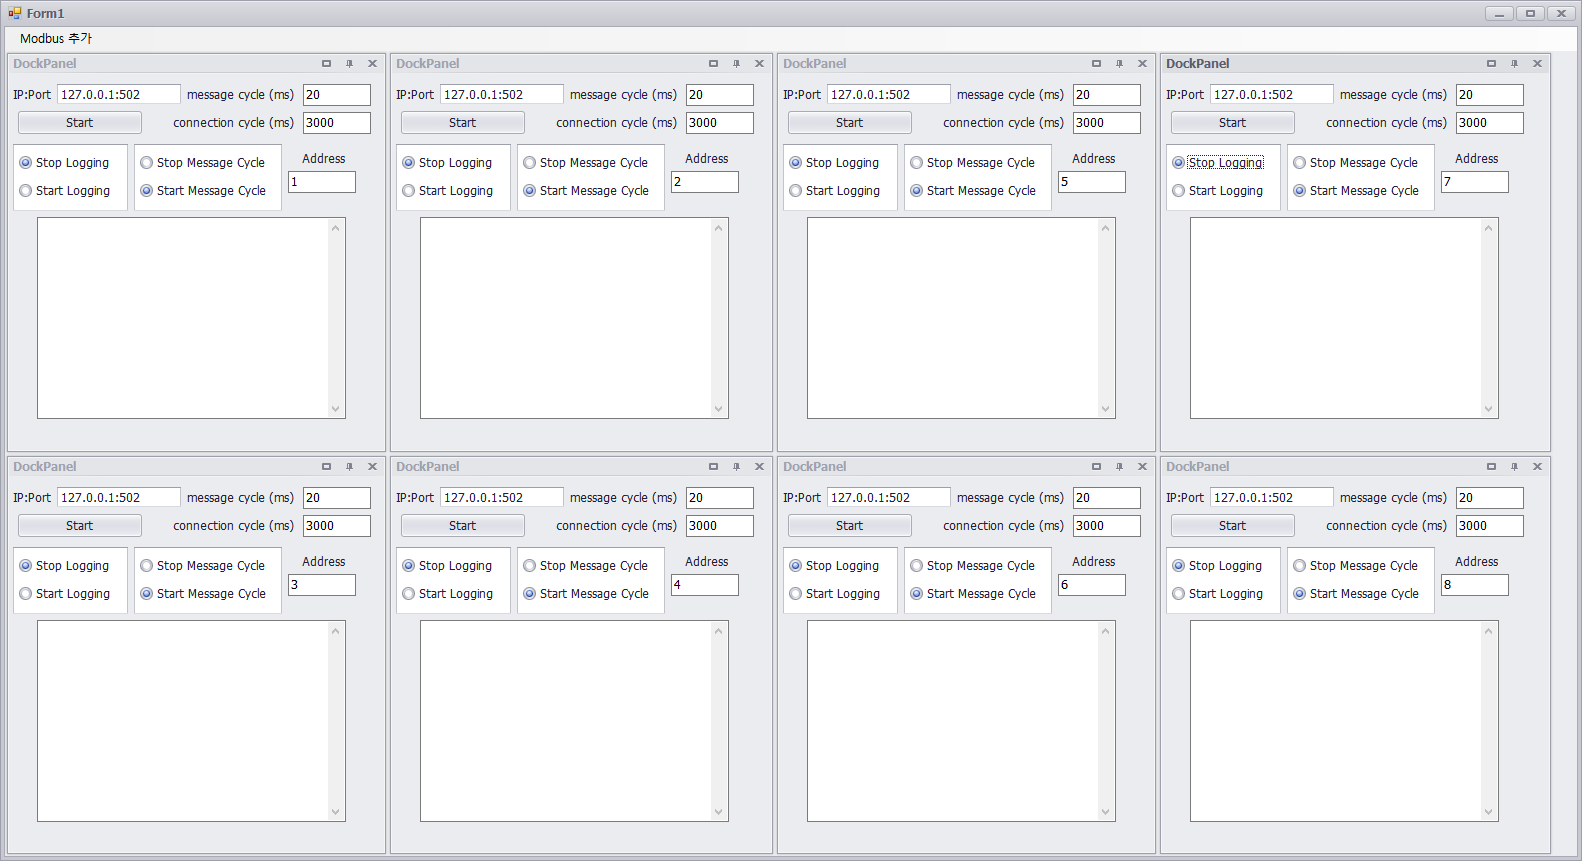 Form1
Modbus 추가
DockPanel
IP:Port 127.0.0.1:502 message cycle (ms) 20
Start connection cycle (ms) 3000
Stop Logging Stop Message Cycle Address
Start Logging Start Message Cycle 1
DockPanel
IP:Port 127.0.0.1:502 message cycle (ms) 20
Start connection cycle (ms) 3000
Stop Logging Stop Message Cycle Address
Start Logging Start Message Cycle 2
DockPanel
IP:Port 127.0.0.1:502 message cycle (ms) 20
Start connection cycle (ms) 3000
Stop Logging Stop Message Cycle Address
Start Logging Start Message Cycle 5
DockPanel
IP:Port 127.0.0.1:502 message cycle (ms) 20
Start connection cycle (ms) 3000
Stop Logging Stop Message Cycle Address
Start Logging Start Message Cycle 7
DockPanel
IP:Port 127.0.0.1:502 message cycle (ms) 20
Start connection cycle (ms) 3000
Stop Logging Stop Message Cycle Address
Start Logging Start Message Cycle 3
DockPanel
IP:Port 127.0.0.1:502 message cycle (ms) 20
Start connection cycle (ms) 3000
Stop Logging Stop Message Cycle Address
Start Logging Start Message Cycle 4
DockPanel
IP:Port 127.0.0.1:502 message cycle (ms) 20
Start connection cycle (ms) 3000
Stop Logging Stop Message Cycle Address
Start Logging Start Message Cycle 6
DockPanel
IP:Port 127.0.0.1:502 message cycle (ms) 20
Start connection cycle (ms) 3000
Stop Logging Stop Message Cycle Address
Start Logging Start Message Cycle 8